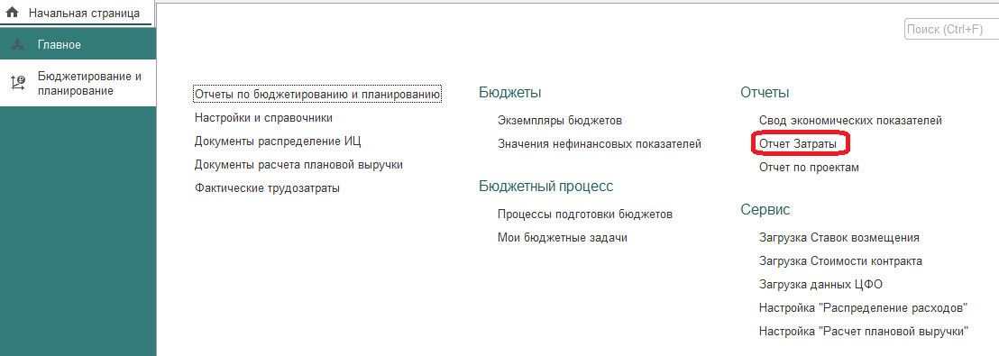 Начальная страница
Главное
Бюджетирование и
планирование
Поиск (Ctrl+F)
Отчеты по бюджетированию и планированию
Настройки и справочники
Документы распределение ИЦ
Документы расчета плановой выручки
Фактические трудозатраты
Бюджеты
Экземпляры бюджетов
Значения нефинансовых показателей
Бюджетный процесс
Процессы подготовки бюджетов
Мои бюджетные задачи
Отчеты
Свод экономических показателей
Отчет Затраты
Отчет по проектам
Сервис
Загрузка Ставок возмещения
Загрузка Стоимости контракта
Загрузка данных ЦФО
Настройка "Распределение расходов"
Настройка "Расчет плановой выручки"